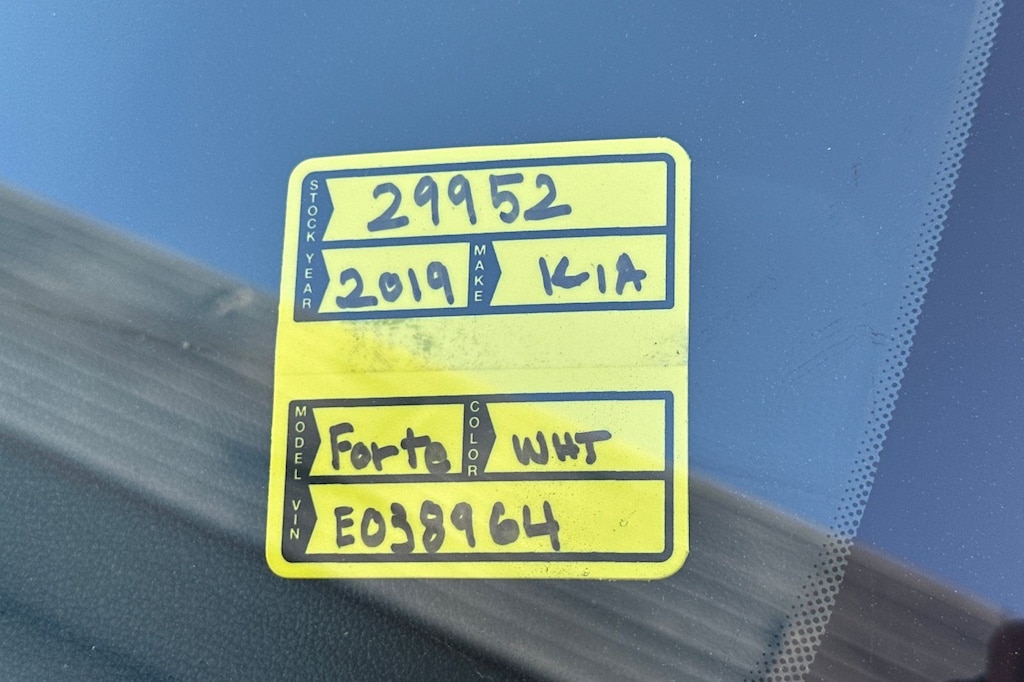 STOCK 29952
YEAR 2019 MAKE KIA
MODEL Forte COLOR WHT
VIN E038964